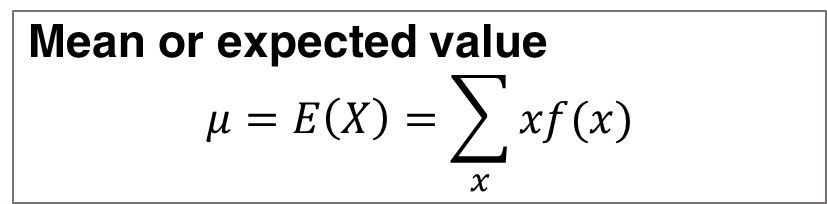 Mean or expected value
μ = E(X) = ∑ xf(x)
x